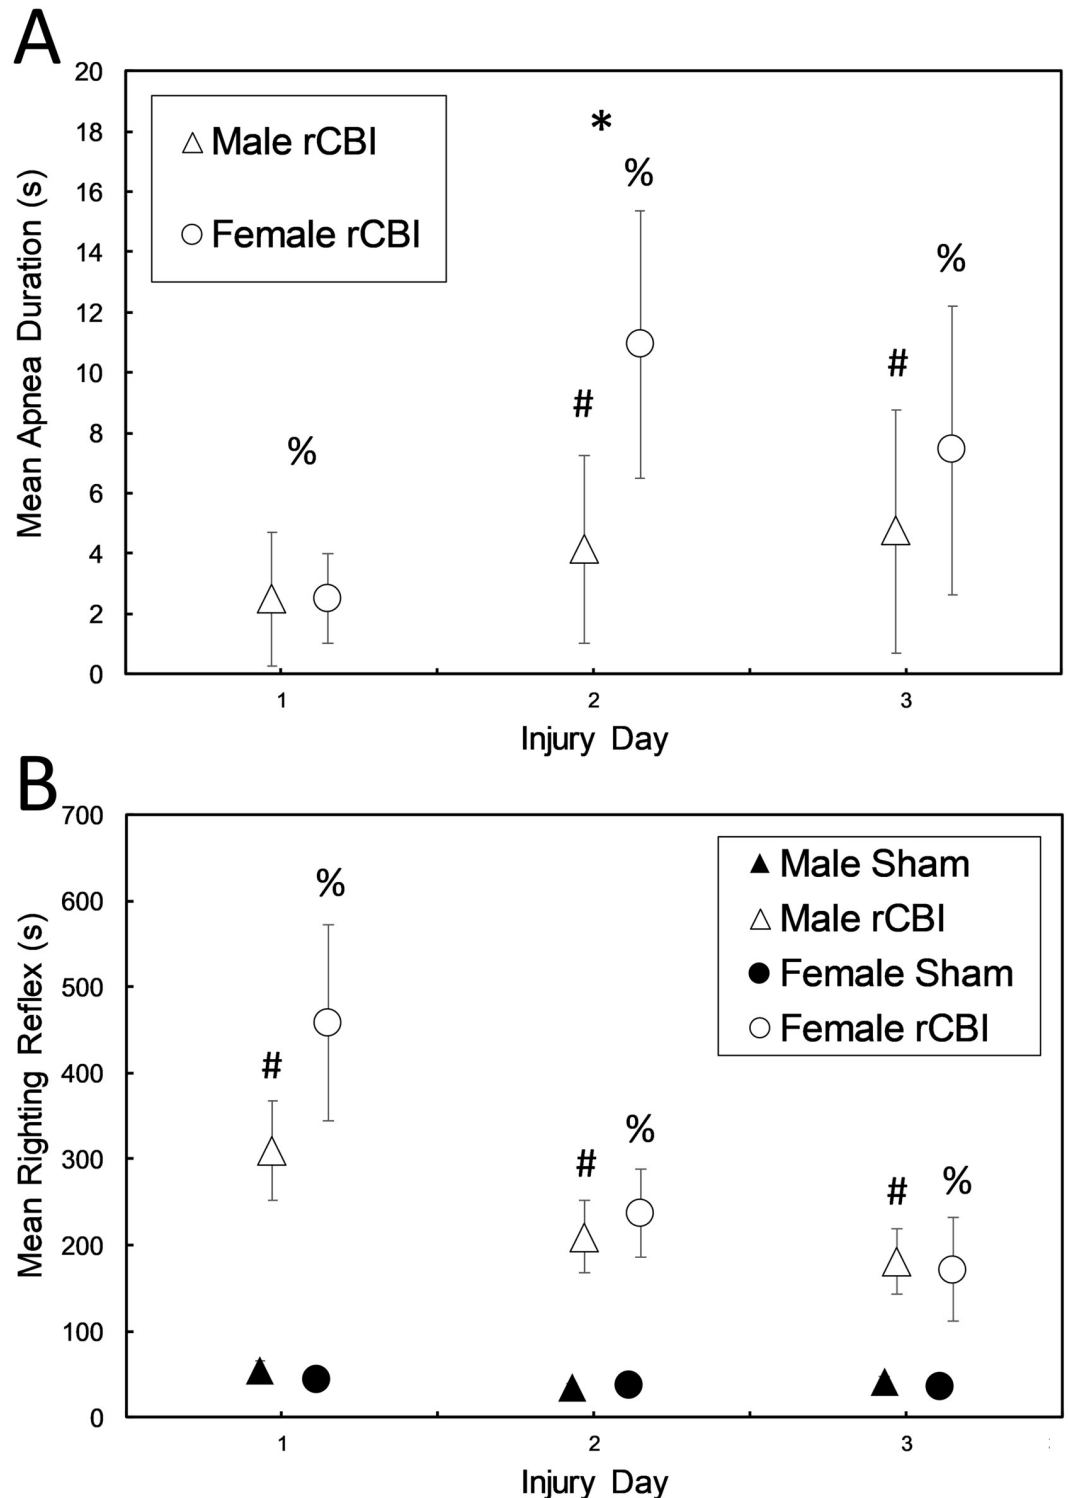 A
20
18
16
14
12
10
8
6
4
2
0
Mean Apnea Duration (s)
Male rCBI
Female rCBI
*
%
%
%
#
#
1 2 3
Injury Day
B
700
600
500
400
300
200
100
0
Mean Righting Reflex (s)
Male Sham
Male rCBI
Female Sham
Female rCBI
%
#
%
#
%
#
1 2 3
Injury Day